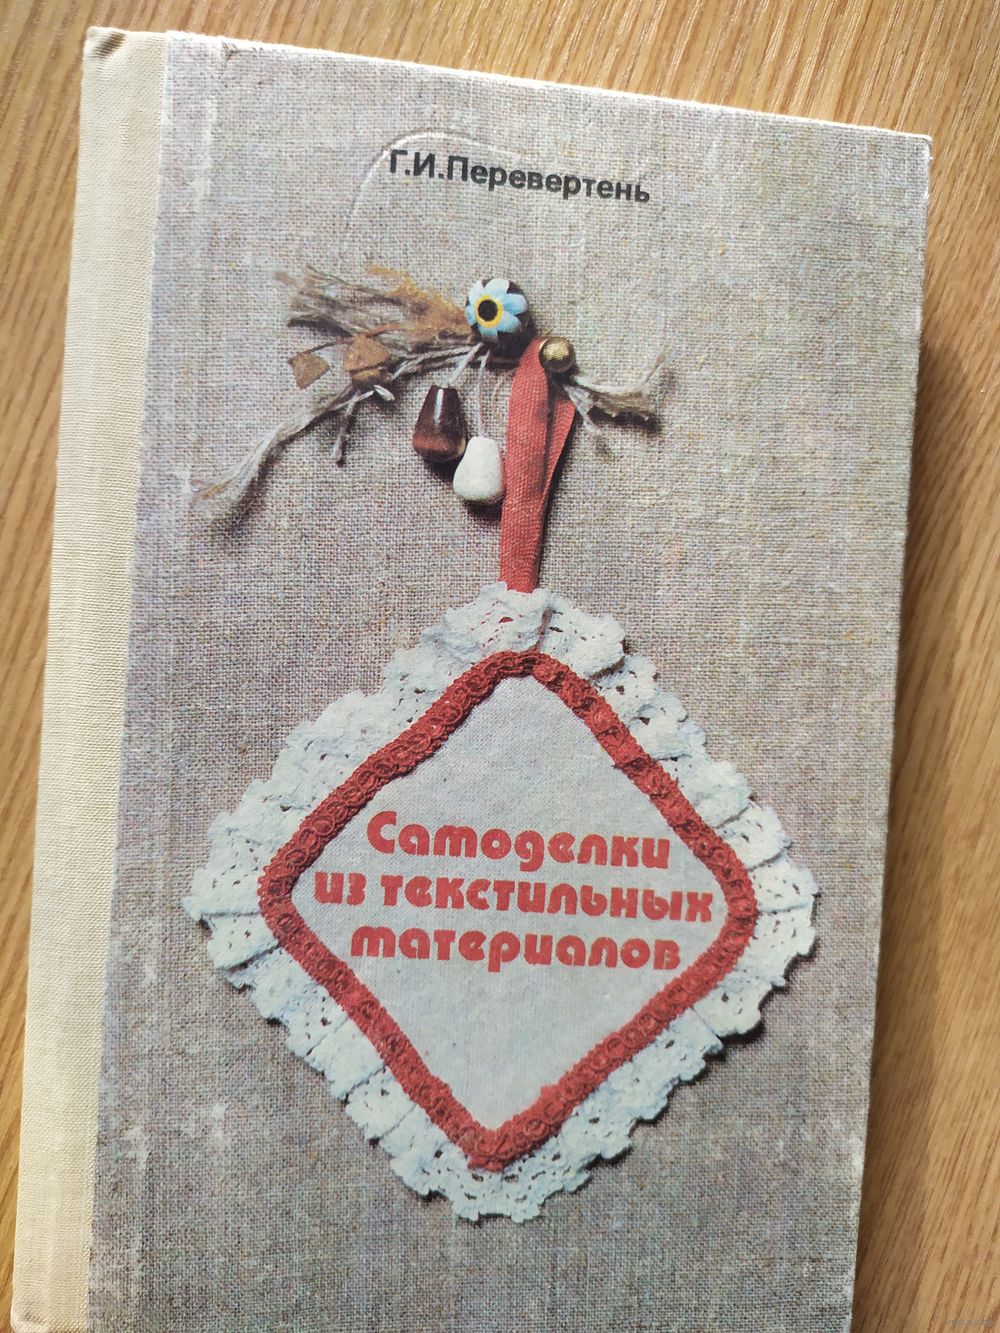 Г.И.Перевертень
Самоделки
из текстильных
материалов